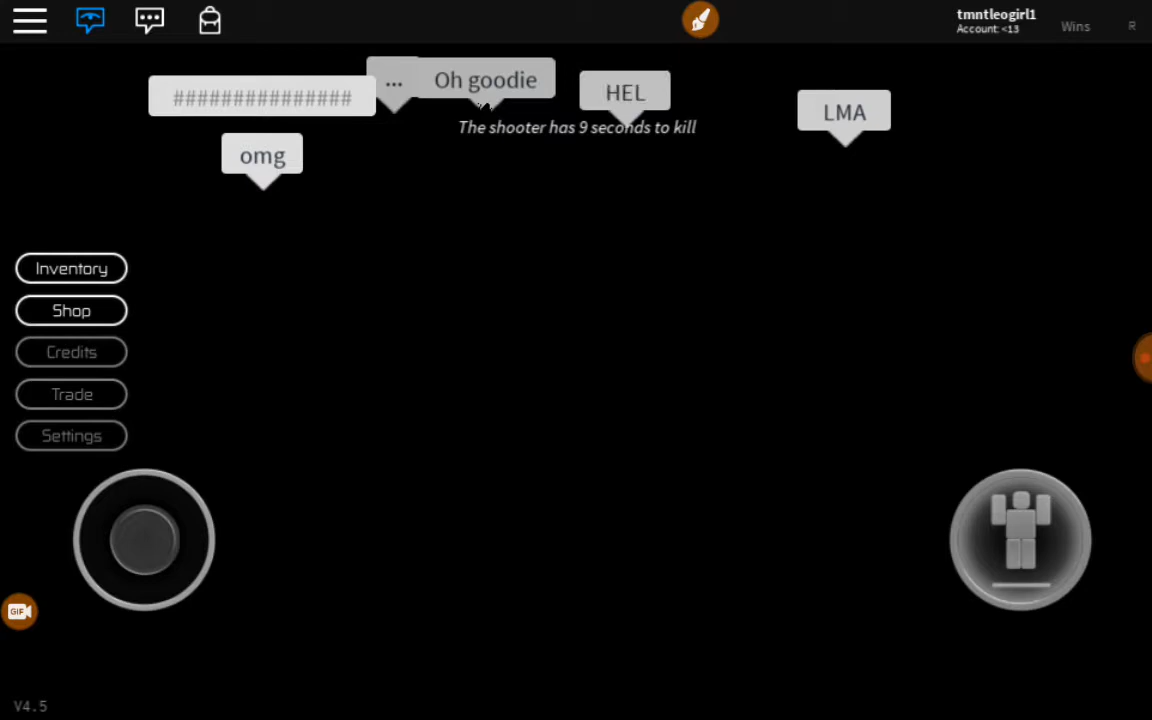 tmntleogirl1
Account: <13
Wins
R
...
Oh goodie
HEL
###############
LMA
The shooter has 9 seconds to kill
omg
Inventory
Shop
Credits
Trade
Settings
GIF
V4.5